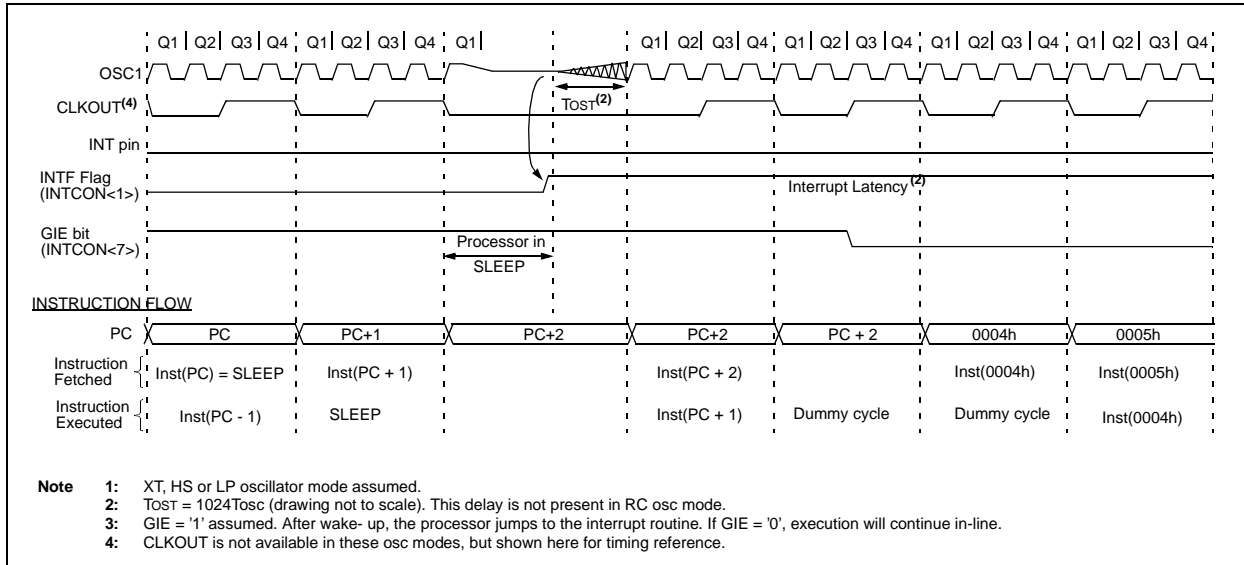 Q1 Q2 Q3 Q4 Q1 Q2 Q3 Q4 Q1 Q1 Q2 Q3 Q4 Q1 Q2 Q3 Q4 Q1 Q2 Q3 Q4 Q1 Q2 Q3 Q4
OSC1
TOST(2)
CLKOUT(4)
INT pin
INTF Flag
(INTCON<1>)
Interrupt Latency(2)
GIE bit
(INTCON<7>)
Processor in
SLEEP
INSTRUCTION FLOW
PC PC PC+1 PC+2 PC+2 PC + 2 0004h 0005h
Instruction
Fetched
Inst(PC) = SLEEP Inst(PC + 1) Inst(PC + 2) Inst(0004h) Inst(0005h)
Instruction
Executed
Inst(PC - 1) SLEEP Inst(PC + 1) Dummy cycle Dummy cycle Inst(0004h)
Note 1: XT, HS or LP oscillator mode assumed.
2: TOST = 1024Tosc (drawing not to scale). This delay is not present in RC osc mode.
3: GIE = '1' assumed. After wake- up, the processor jumps to the interrupt routine. If GIE = '0', execution will continue in-line.
4: CLKOUT is not available in these osc modes, but shown here for timing reference.